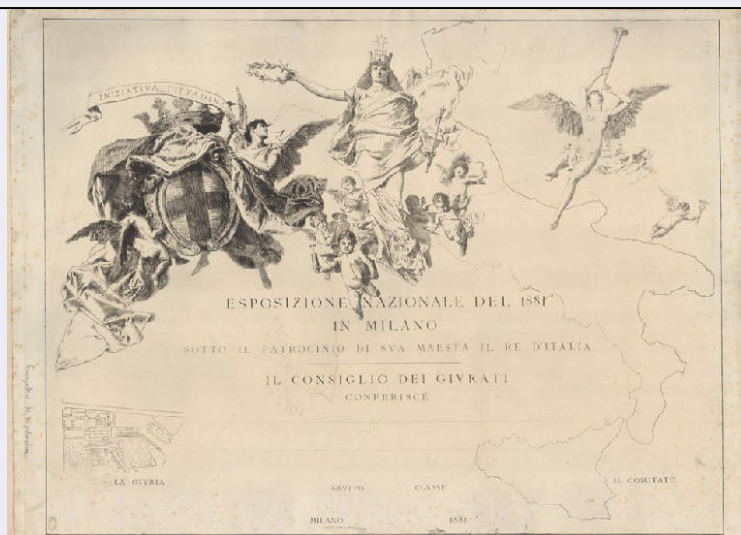 INIZIATIVA CITTADINA
ESPOSIZIONE NAZIONALE DEL 1881
IN MILANO
SOTTO IL PATROCINIO DI SVA MAESTA IL RE D'ITALIA
IL CONSIGLIO DEI GIVRATI
CONFERISCE
LA GIVRIA
GRVPPO CLASSE
IL COMITATO
MILANO 1881